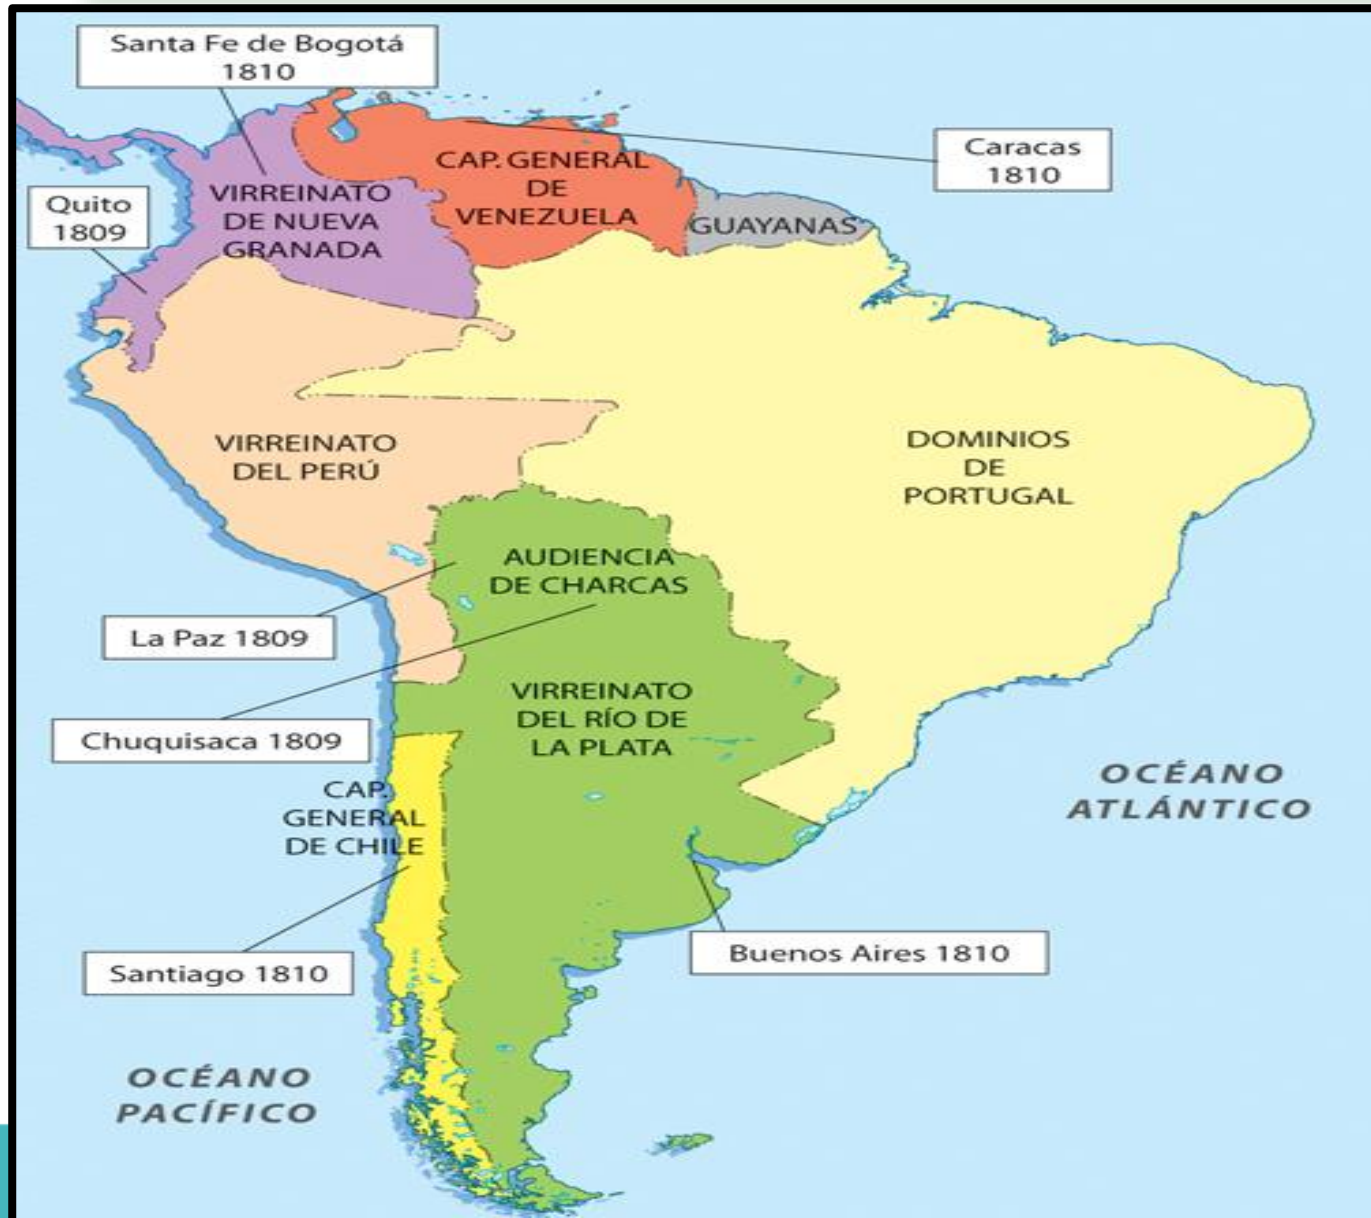 Santa Fe de Bogotá
1810
Caracas
1810
CAP. GENERAL
DE
VENEZUELA
Quito
1809
VIRREINATO
DE NUEVA
GRANADA
GUAYANAS
VIRREINATO
DEL PERÚ
DOMINIOS
DE
PORTUGAL
AUDIENCIA
DE CHARCAS
La Paz 1809
VIRREINATO
DEL RÍO DE
LA PLATA
Chuquisaca 1809
CAP.
GENERAL
DE CHILE
OCÉANO
ATLÁNTICO
Buenos Aires 1810
Santiago 1810
OCÉANO
PACÍFICO